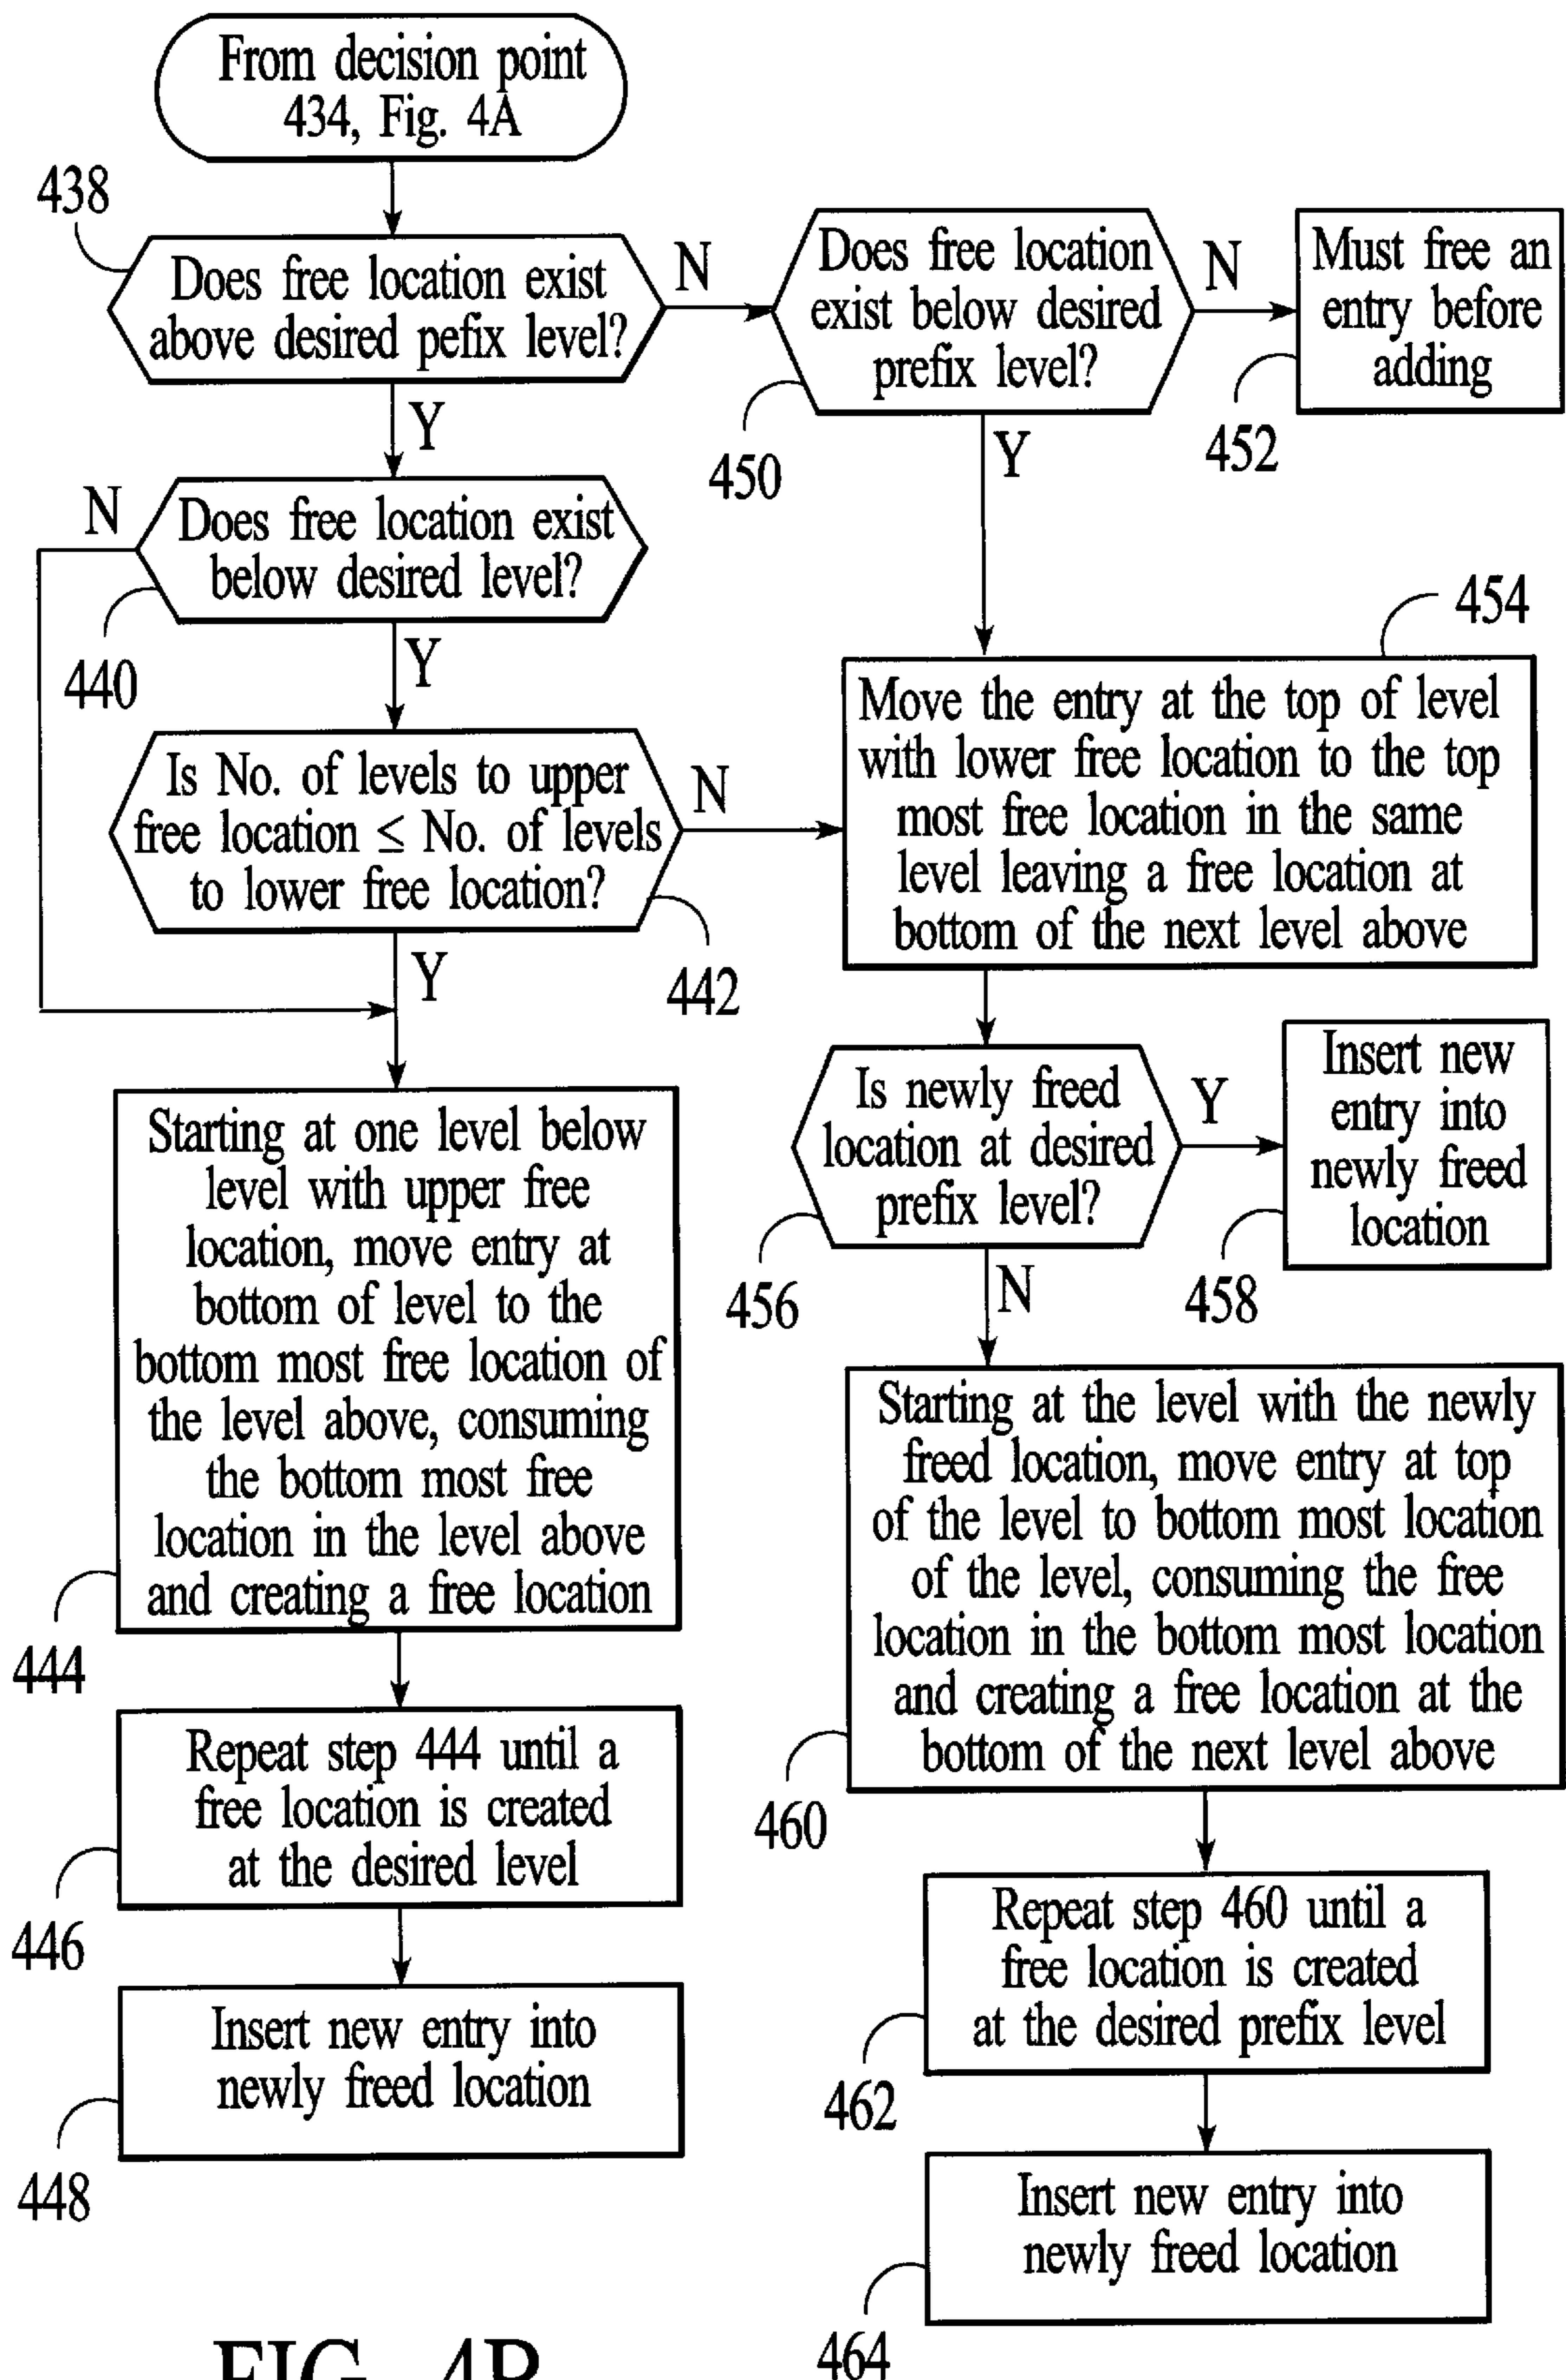 From decision point
434, Fig. 4A
438
Does free location exist
above desired pefix level?
N
Does free location
exist below desired
prefix level?
N
Must free an
entry before
adding
450
452
Y
Y
N
Does free location exist
below desired level?
440
Y
Is No. of levels to upper
free location ≤ No. of levels
to lower free location?
N
442
Y
454
Move the entry at the top of level
with lower free location to the top
most free location in the same
level leaving a free location at
bottom of the next level above
Is newly freed
location at desired
prefix level?
Y
Insert new
entry into
newly freed
location
456
458
N
Starting at one level below
level with upper free
location, move entry at
bottom of level to the
bottom most free location of
the level above, consuming
the bottom most free
location in the level above
and creating a free location
444
Starting at the level with the newly
freed location, move entry at top
of the level to bottom most location
of the level, consuming the free
location in the bottom most location
and creating a free location at the
bottom of the next level above
460
Repeat step 444 until a
free location is created
at the desired level
446
Repeat step 460 until a
free location is created
at the desired prefix level
462
Insert new entry into
newly freed location
448
Insert new entry into
newly freed location
464
FIG. 4B